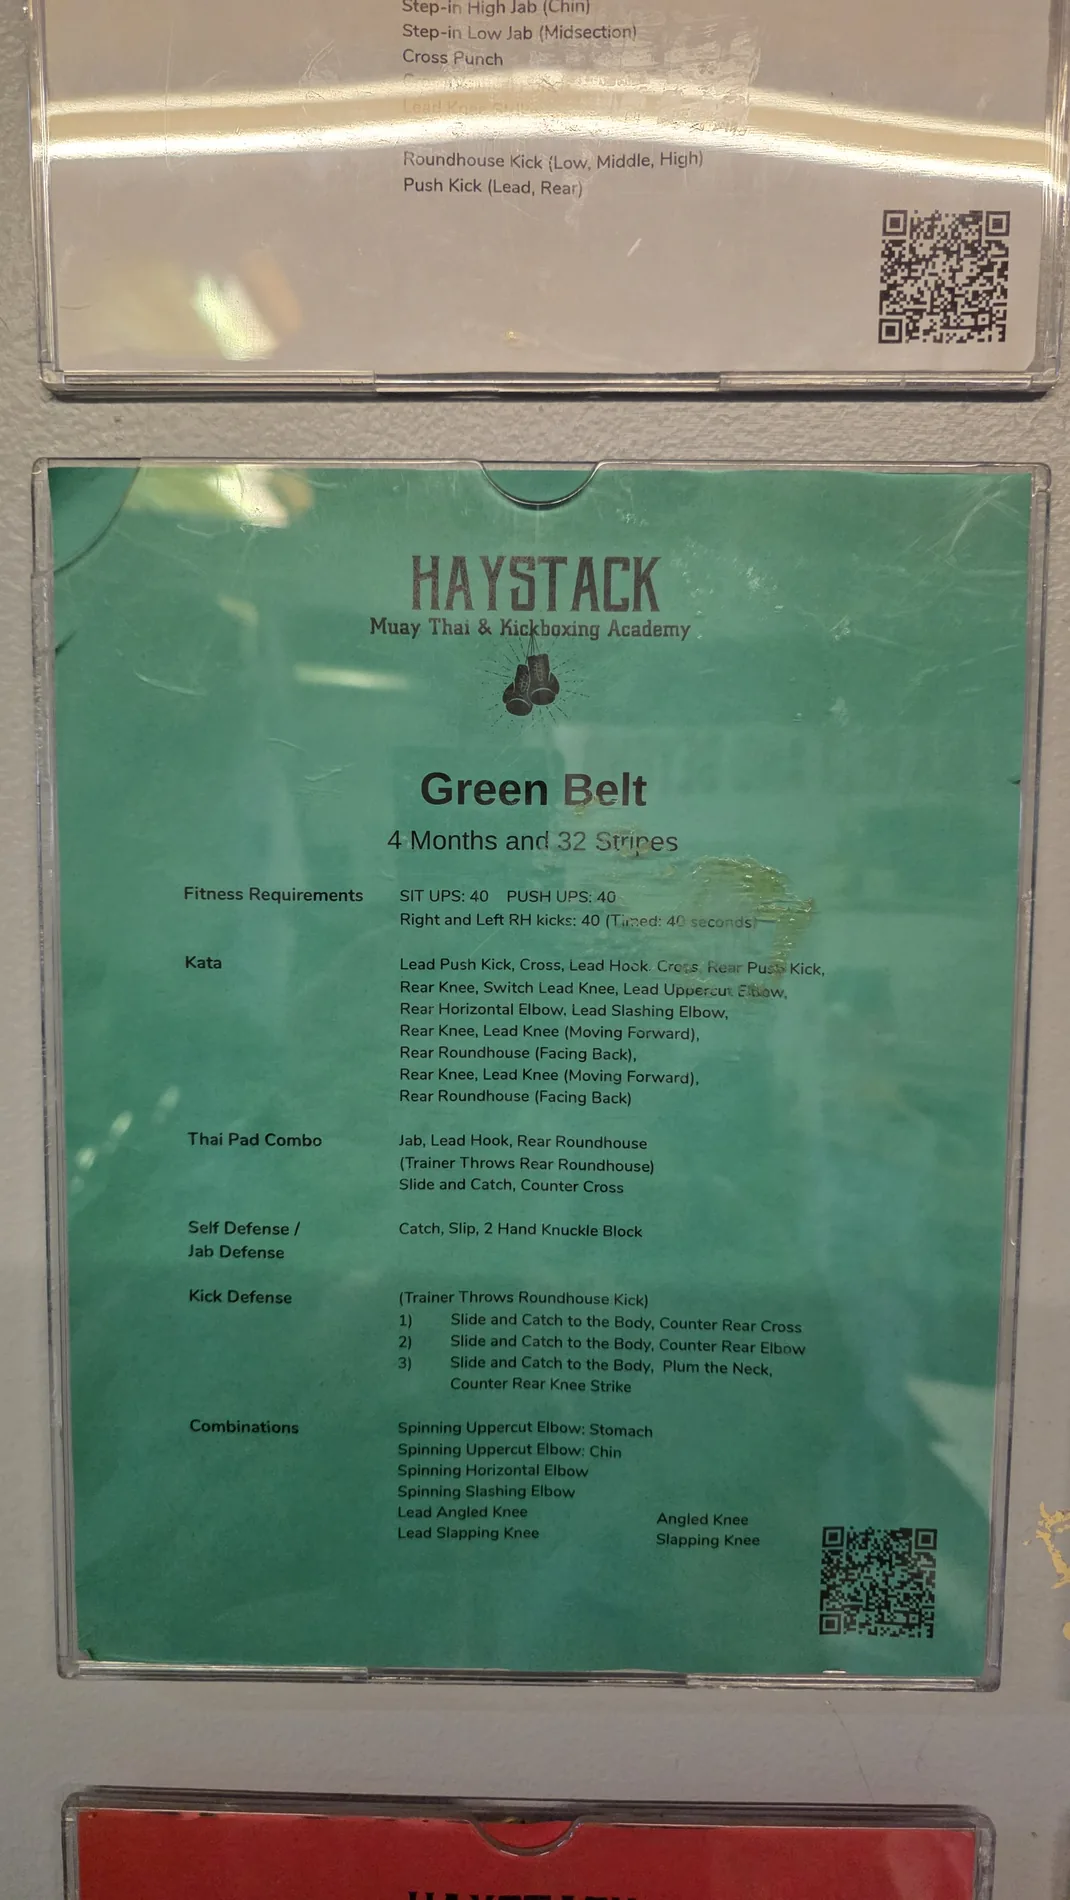 Step-in High Jab (Chin)
Step-in Low Jab (Midsection)
Cross Punch
Lead Knee Strike
Roundhouse Kick (Low, Middle, High)
Push Kick (Lead, Rear)
HAYSTACK
Muay Thai & Kickboxing Academy
Green Belt
4 Months and 32 Stripes
Fitness Requirements SIT UPS: 40 PUSH UPS: 40
Right and Left RH kicks: 40 (Timed: 40 seconds)
Kata Lead Push Kick, Cross, Lead Hook, Cross, Rear Push Kick,
Rear Knee, Switch Lead Knee, Lead Uppercut Elbow,
Rear Horizontal Elbow, Lead Slashing Elbow,
Rear Knee, Lead Knee (Moving Forward),
Rear Roundhouse (Facing Back),
Rear Knee, Lead Knee (Moving Forward),
Rear Roundhouse (Facing Back)
Thai Pad Combo Jab, Lead Hook, Rear Roundhouse
(Trainer Throws Rear Roundhouse)
Slide and Catch, Counter Cross
Self Defense / Catch, Slip, 2 Hand Knuckle Block
Jab Defense
Kick Defense (Trainer Throws Roundhouse Kick)
1) Slide and Catch to the Body, Counter Rear Cross
2) Slide and Catch to the Body, Counter Rear Elbow
3) Slide and Catch to the Body, Plum the Neck,
Counter Rear Knee Strike
Combinations Spinning Uppercut Elbow: Stomach
Spinning Uppercut Elbow: Chin
Spinning Horizontal Elbow
Spinning Slashing Elbow
Lead Angled Knee Angled Knee
Lead Slapping Knee Slapping Knee
HAYSTACK